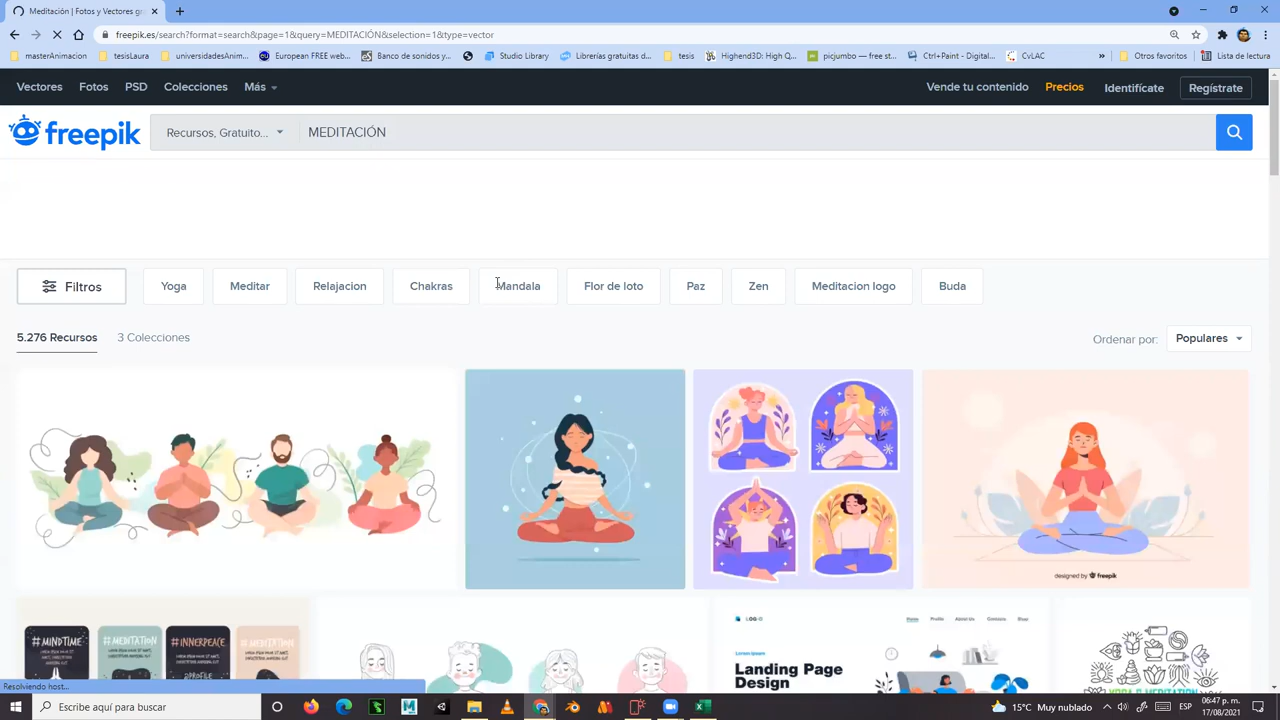 Meditación | Fotos y Vectores gra
freepik.es/search?format=search&page=1&query=MEDITACIÓN&selection=1&type=vector
masterAnimacion
tesisLaura
universidadesAnim...
European FREE web...
Banco de sonidos y...
Studio Library
Librerías gratuitas d...
tesis
Highend3D: High Q...
picjumbo — free st...
Ctrl+Paint - Digital...
CvLAC
»
Otros favoritos
Lista de lectura
Vectores Fotos PSD Colecciones Más
Vende tu contenido Precios Identifícate Regístrate
freepik
Recursos, Gratuito...
MEDITACIÓN
Filtros
Yoga
Meditar
Relajacion
Chakras
Mandala
Flor de loto
Paz
Zen
Meditacion logo
Buda
5.276 Recursos 3 Colecciones
Ordenar por: Populares
designed by freepik
#MINDTIME
#MEDITATION
#INNERPEACE
LOGO
Home
Landing Page
Design
Resolviendo host...
Escribe aquí para buscar
15°C Muy nublado
ESP
06:47 p. m.
17/08/2021